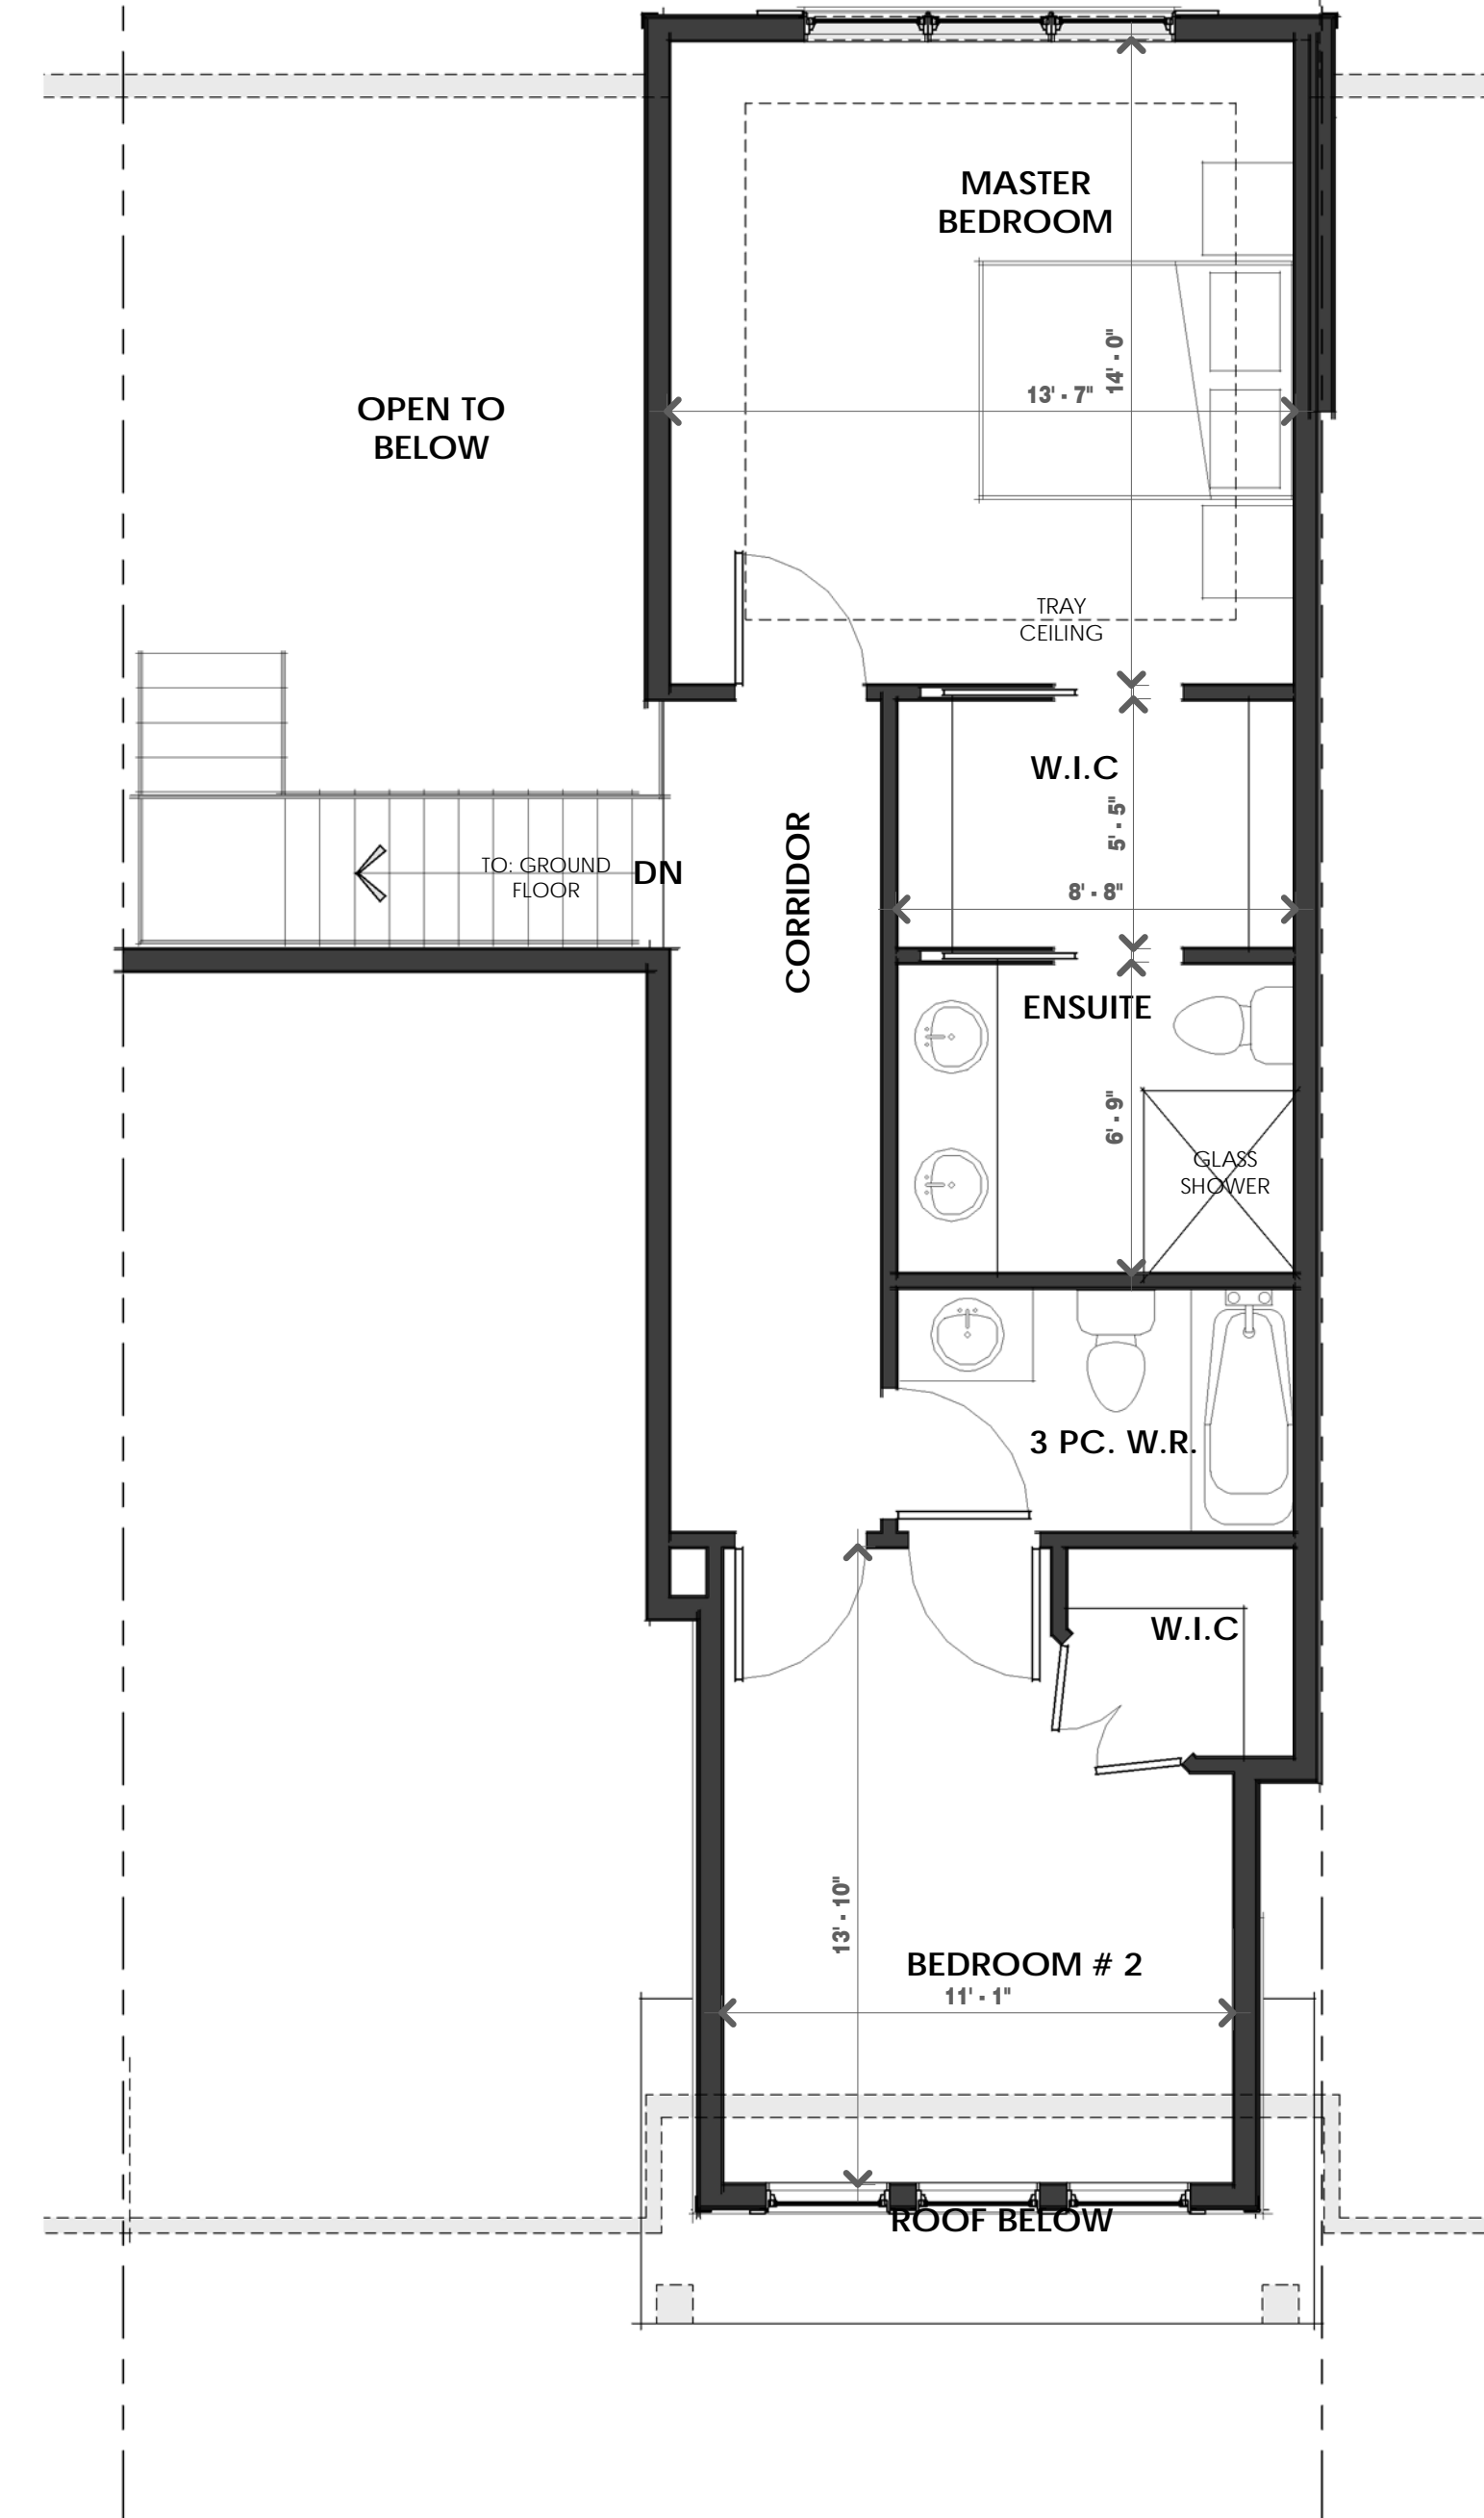 MASTER
BEDROOM
14' - 0"
13' - 7"
OPEN TO
BELOW
TRAY
CEILING
W.I.C
5' - 5"
CORRIDOR
TO: GROUND
FLOOR
DN
8' - 8"
ENSUITE
6' - 9"
GLASS
SHOWER
3 PC. W.R.
W.I.C
13' - 10"
BEDROOM # 2
11' - 1"
ROOF BELOW